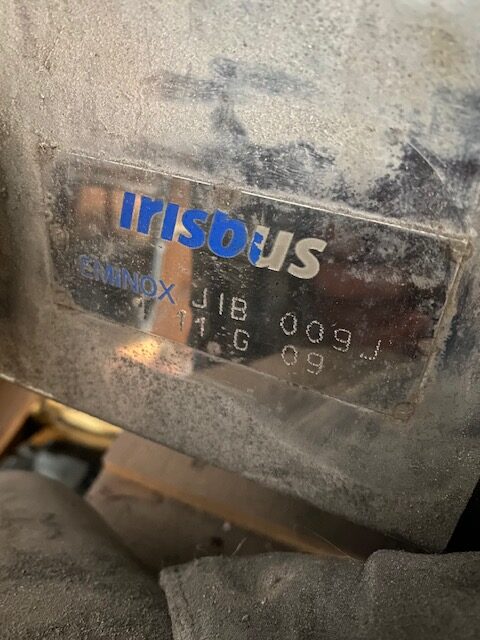 irisbus
EMINOX JIB 009J
11 G 09